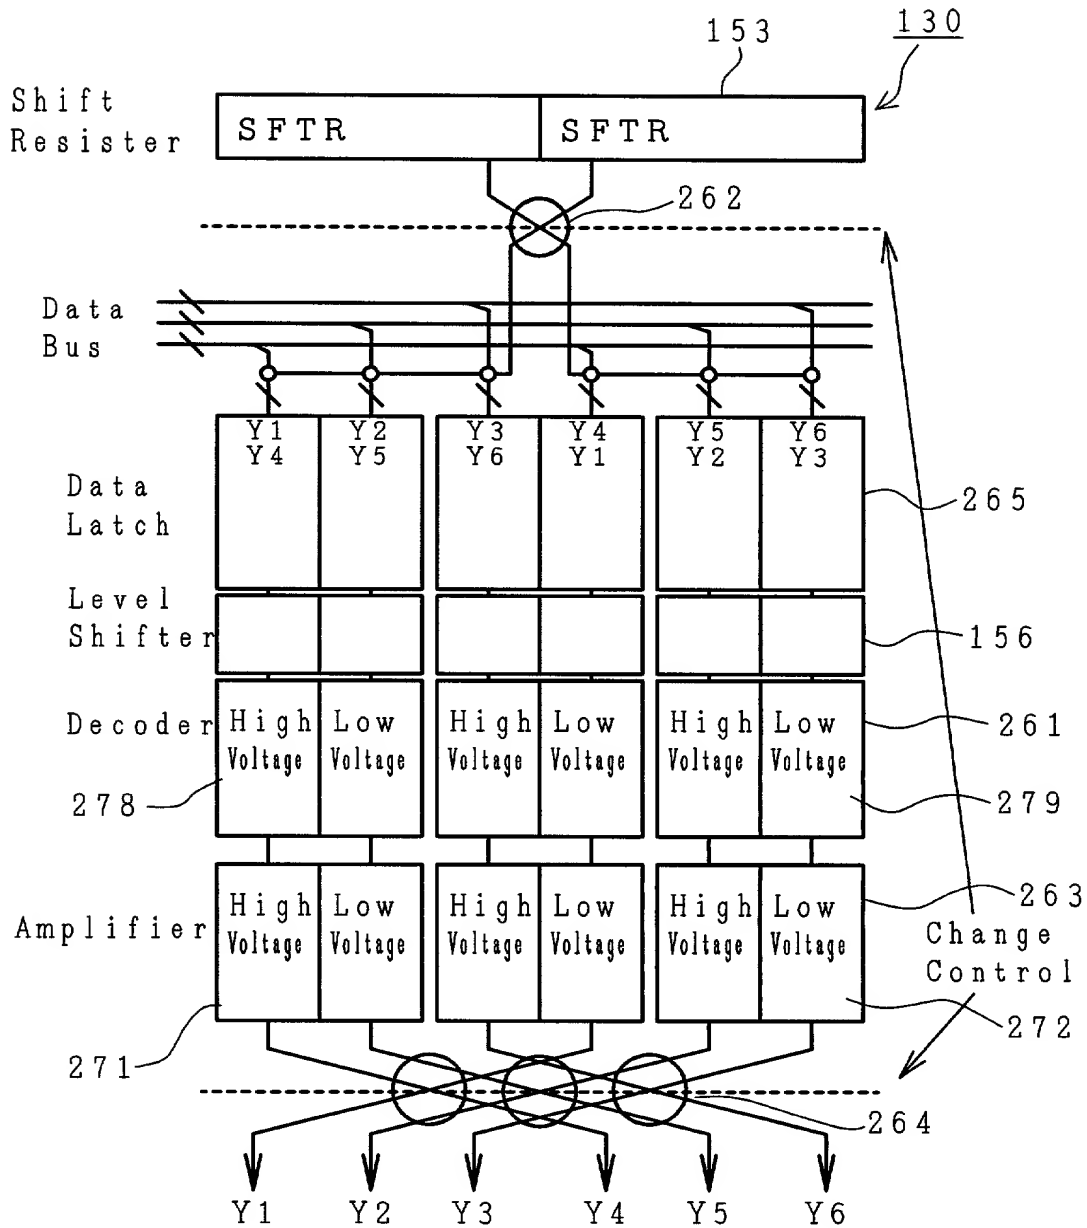 153
130
Shift
Resister
SFTR
SFTR
262
Data
Bus
Y1 Y2 Y3 Y4 Y5 Y6
Y4 Y5 Y6 Y1 Y2 Y3
Data
Latch
265
Level
Shifter
156
Decoder
High Low High Low High Low
Voltage Voltage Voltage Voltage Voltage Voltage
261
278
279
Amplifier
High Low High Low High Low
Voltage Voltage Voltage Voltage Voltage Voltage
263
Change
Control
271
272
264
Y1 Y2 Y3 Y4 Y5 Y6